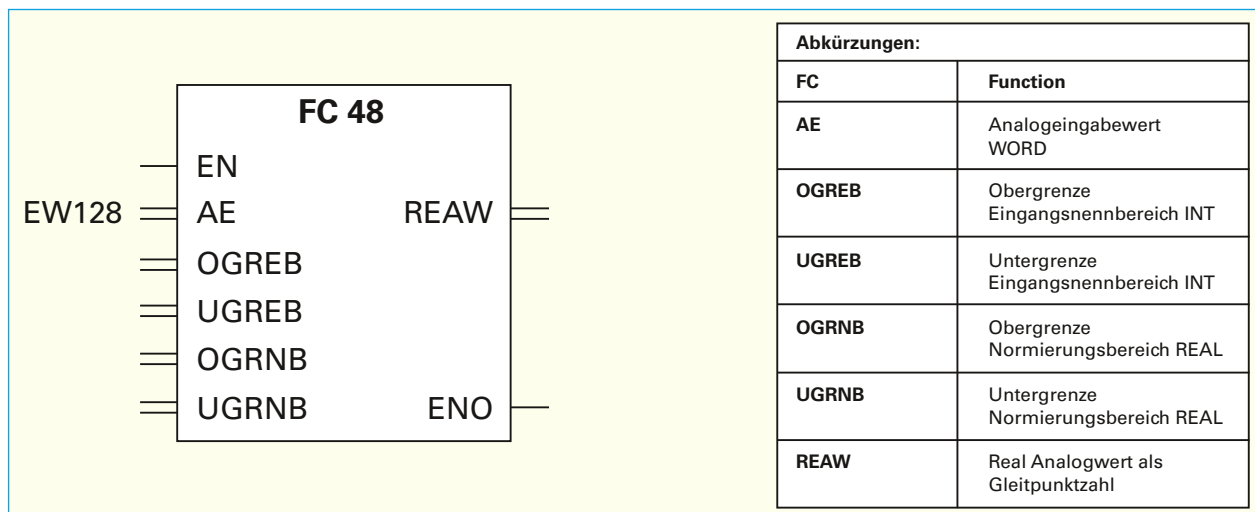 FC 48
EN
EW128 AE REAW
OGREB
UGREB
OGRNB
UGRNB ENO
Abkürzungen:
FC Function
AE Analogeingabewert
WORD
OGREB Obergrenze
Eingangsnennbereich INT
UGREB Untergrenze
Eingangsnennbereich INT
OGRNB Obergrenze
Normierungsbereich REAL
UGRNB Untergrenze
Normierungsbereich REAL
REAW Real Analogwert als
Gleitpunktzahl